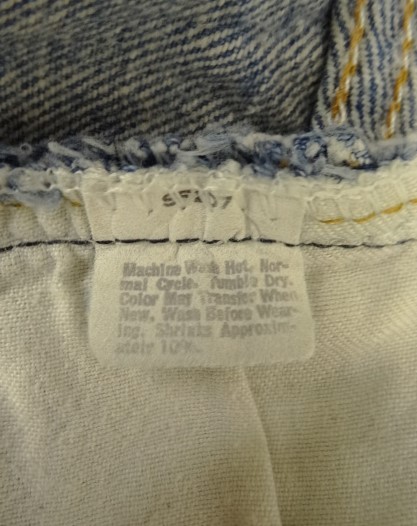 SF207
Machine Wash Hot, Nor-
mal Cycle. Tumble Dry.
Color May Transfer When
New, Wash Before Wear-
ing. Shrinks Approxim-
ately 10%.